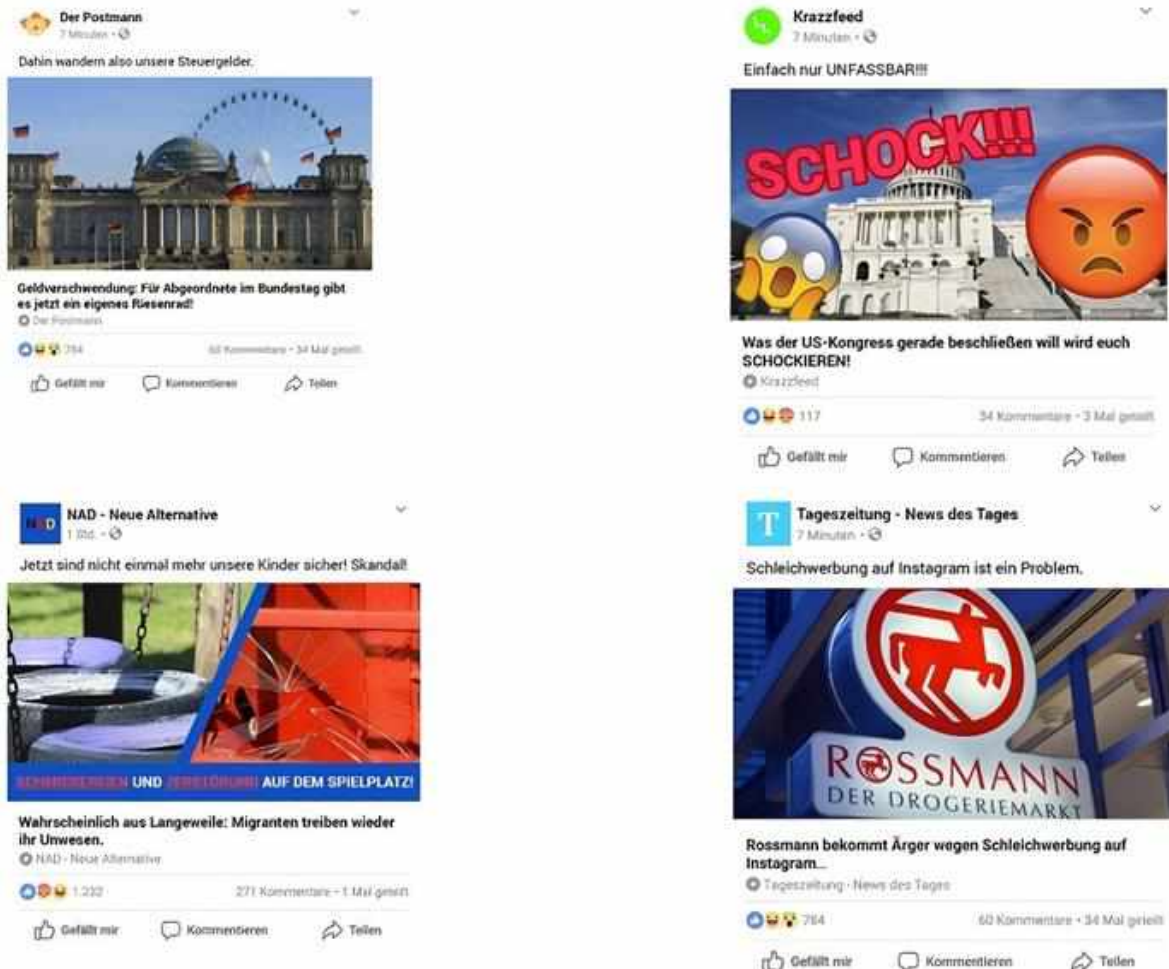 Der Postmann
7 Minuten
Dahin wandern also unsere Steuergelder.
Geldverschwendung: Für Abgeordnete im Bundestag gibt
es jetzt ein eigenes Riesenrad!
Der Postmann
784
60 Kommentare • 34 Mal geteilt
Gefällt mir
Kommentieren
Teilen
Krazzfeed
7 Minuten
Einfach nur UNFASSBAR!!!
SCHOCK!!!
Was der US-Kongress gerade beschließen will wird euch
SCHOCKIEREN!
Krazzfeed
117
34 Kommentare • 3 Mal geteilt
Gefällt mir
Kommentieren
Teilen
NAD
NAD - Neue Alternative
1 Std.
Jetzt sind nicht einmal mehr unsere Kinder sicher! Skandal!
SCHMIEREREIEN UND ZERSTÖRUNG AUF DEM SPIELPLATZ!
Wahrscheinlich aus Langeweile: Migranten treiben wieder
ihr Unwesen.
NAD - Neue Alternative
1.232
271 Kommentare • 1 Mal geteilt
Gefällt mir
Kommentieren
Teilen
T
Tageszeitung - News des Tages
7 Minuten
Schleichwerbung auf Instagram ist ein Problem.
ROSSMANN
DER DROGERIEMARKT
Rossmann bekommt Ärger wegen Schleichwerbung auf
Instagram...
Tageszeitung - News des Tages
784
60 Kommentare • 34 Mal geteilt
Gefällt mir
Kommentieren
Teilen